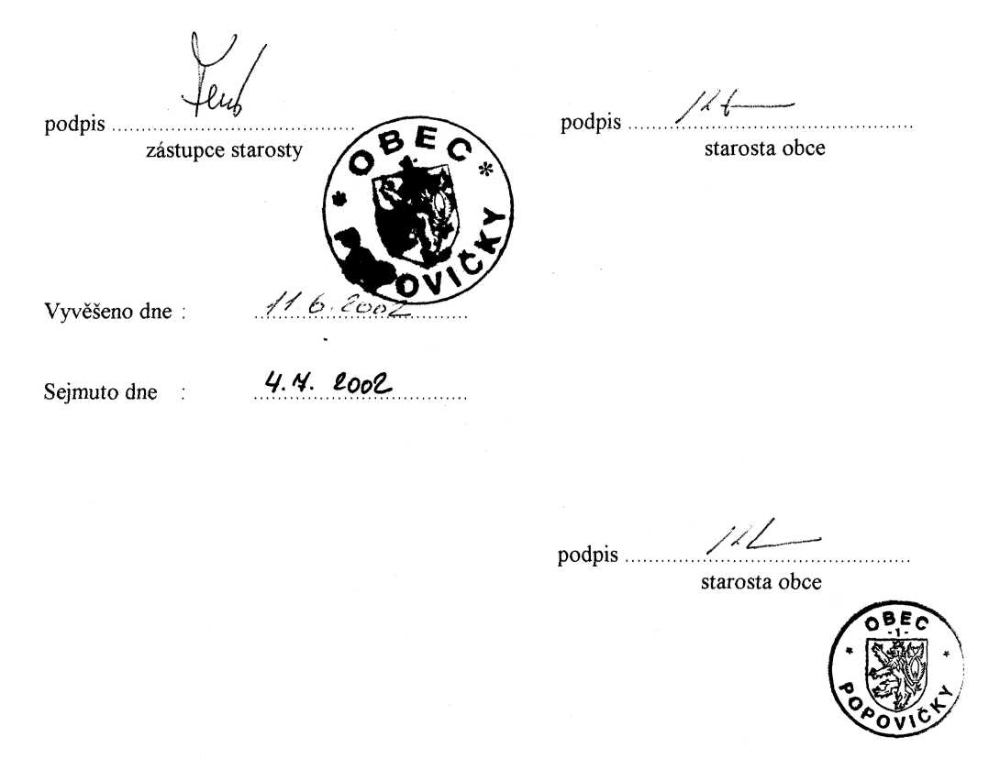 podpis ........................................ podpis ................................................
zástupce starosty starosta obce
OBEC
OVIČKY
Vyvěšeno dne : 11 6. 2002
Sejmuto dne : 4. 7. 2002
podpis ................................................
starosta obce
OBEC
-1-
POPOVIČKY